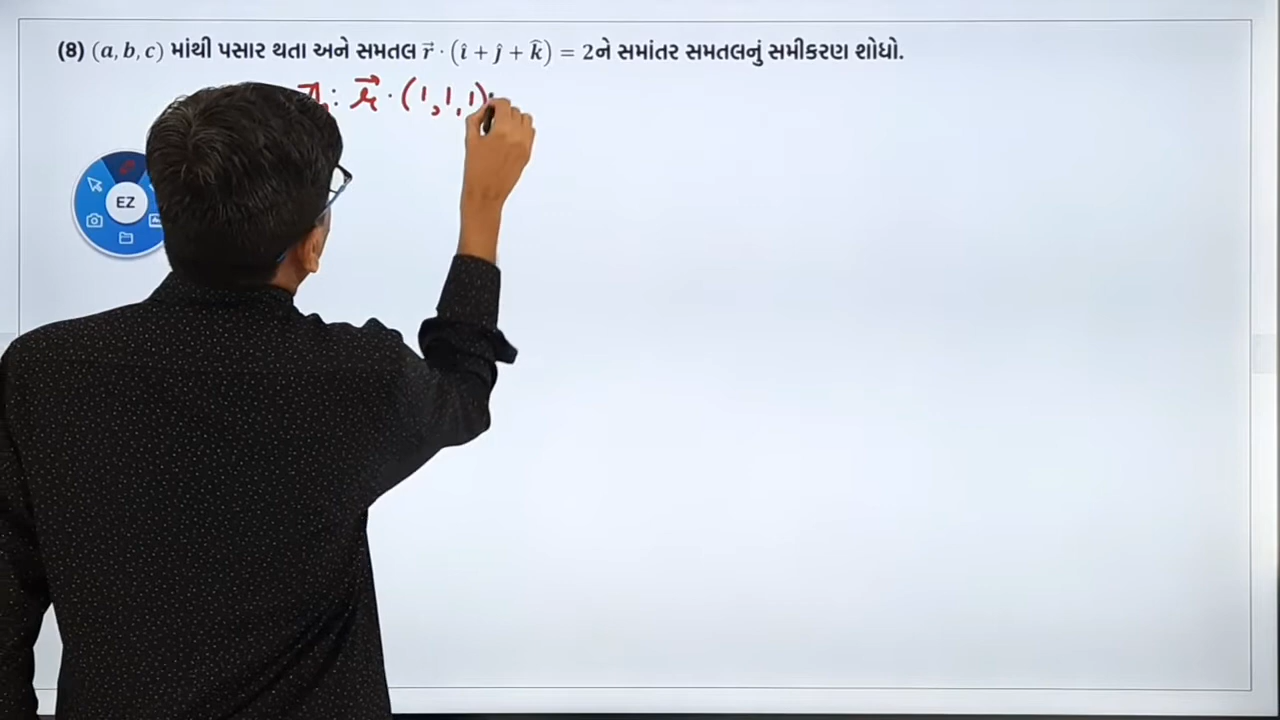 (8) (a, b, c) માંથી પસાર થતા અને સમતલ r⃗ · (î + ĵ + k̂) = 2ને સમાંતર સમતલનું સમીકરણ શોધો.
: r⃗ · (1, 1, 1)
EZ